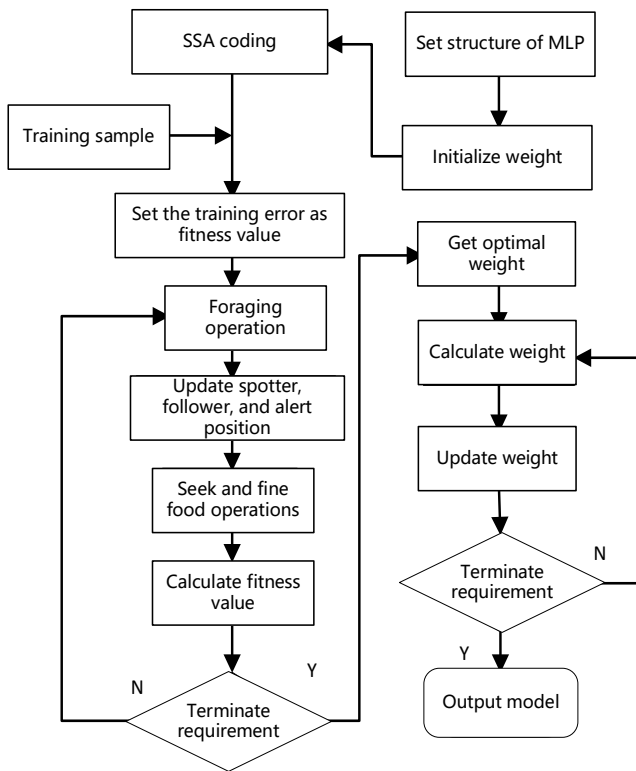 SSA coding
Set structure of MLP
Training sample
Initialize weight
Set the training error as
fitness value
Get optimal
weight
Foraging
operation
Calculate weight
Update spotter,
follower, and alert
position
Update weight
Seek and fine
food operations
Calculate fitness
value
Terminate
requirement
N
Y
Output model
N
Y
Terminate
requirement